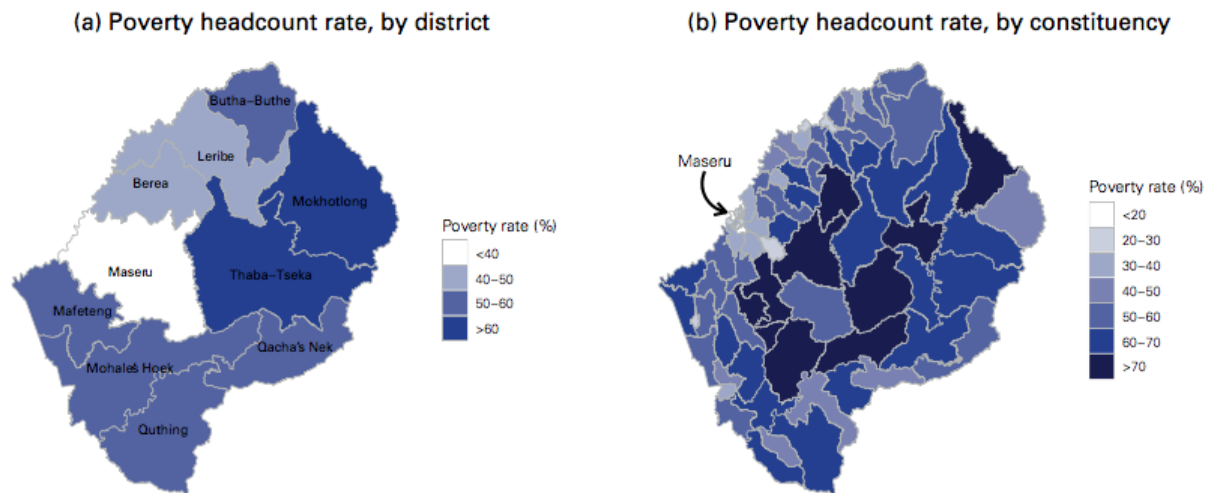 (a) Poverty headcount rate, by district
Butha–Buthe
Leribe
Berea
Mokhotlong
Maseru
Thaba–Tseka
Mafeteng
Qacha's Nek
Mohale's Hoek
Quthing
Poverty rate (%)
<40
40–50
50–60
>60
(b) Poverty headcount rate, by constituency
Maseru
Poverty rate (%)
<20
20–30
30–40
40–50
50–60
60–70
>70